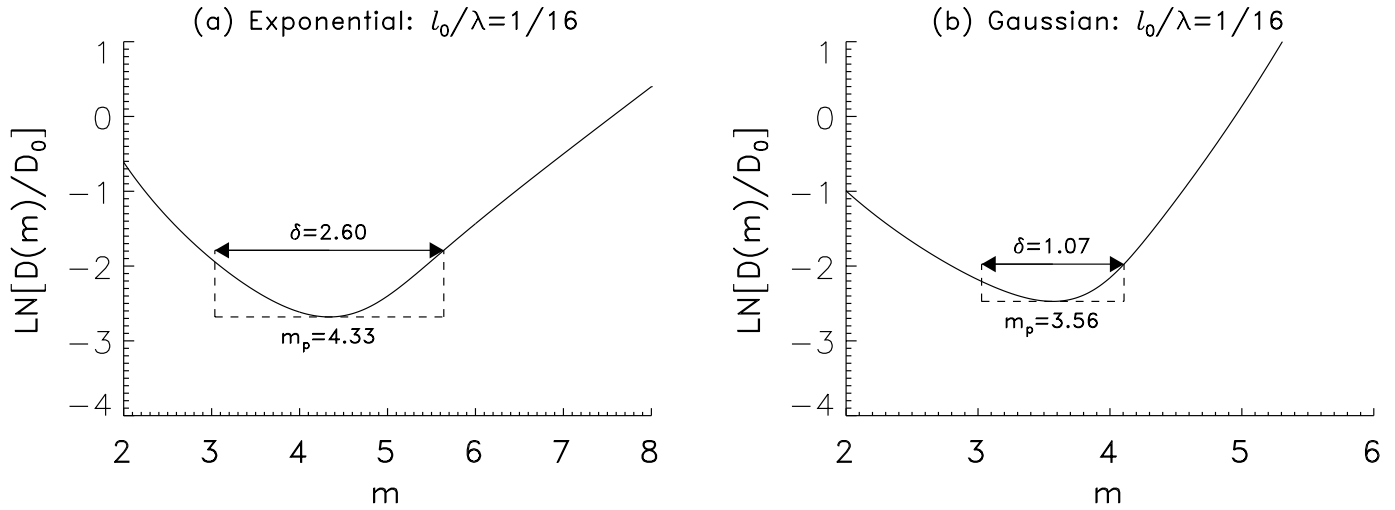 (a) Exponential: l₀/λ=1/16
LN[D(m)/D₀]
1
0
−1
−2
−3
−4
δ=2.60
mₚ=4.33
2 3 4 5 6 7 8
m
(b) Gaussian: l₀/λ=1/16
LN[D(m)/D₀]
1
0
−1
−2
−3
−4
δ=1.07
mₚ=3.56
2 3 4 5 6
m